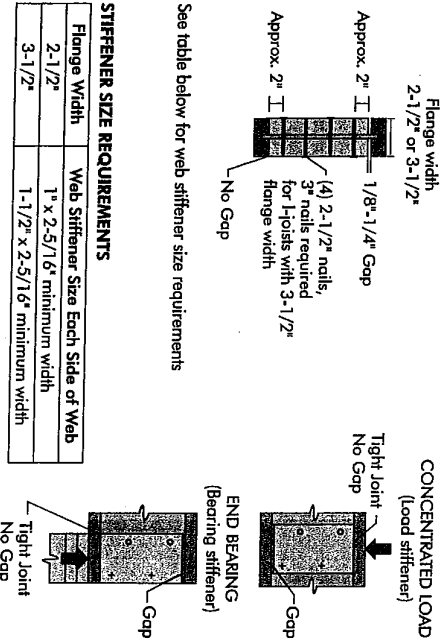 Flange width
2-1/2" or 3-1/2"
Approx. 2"
1/8"-1/4" Gap
(4) 2-1/2" nails,
3" nails required
for I-joists with 3-1/2"
flange width
Approx. 2"
No Gap
See table below for web stiffener size requirements
CONCENTRATED LOAD
(Load stiffener)
Tight Joint
No Gap
Gap
END BEARING
(Bearing stiffener)
Gap
Tight Joint
No Gap
STIFFENER SIZE REQUIREMENTS
Flange Width Web Stiffener Size Each Side of Web
2-1/2" 1" x 2-5/16" minimum width
3-1/2" 1-1/2" x 2-5/16" minimum width